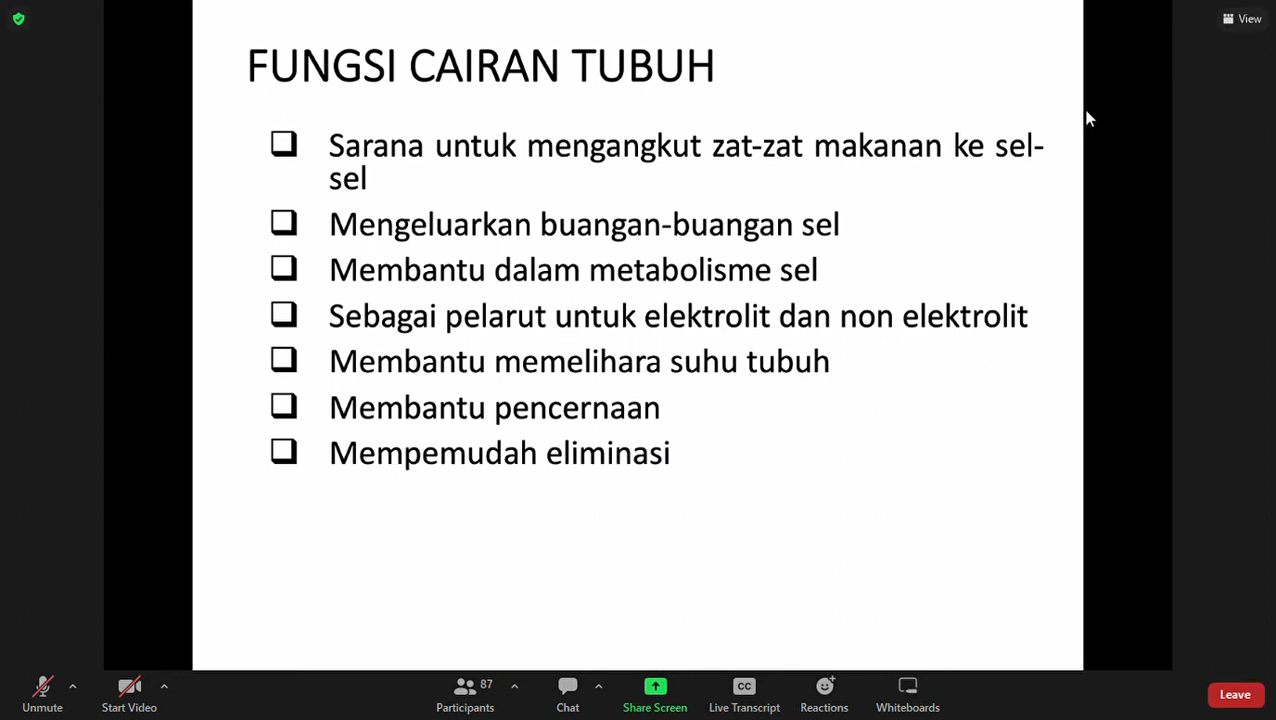 View
FUNGSI CAIRAN TUBUH
Sarana untuk mengangkut zat-zat makanan ke sel-
sel
Mengeluarkan buangan-buangan sel
Membantu dalam metabolisme sel
Sebagai pelarut untuk elektrolit dan non elektrolit
Membantu memelihara suhu tubuh
Membantu pencernaan
Mempemudah eliminasi
87
CC
Unmute
Start Video
Participants
Chat
Share Screen
Live Transcript
Reactions
Whiteboards
Leave